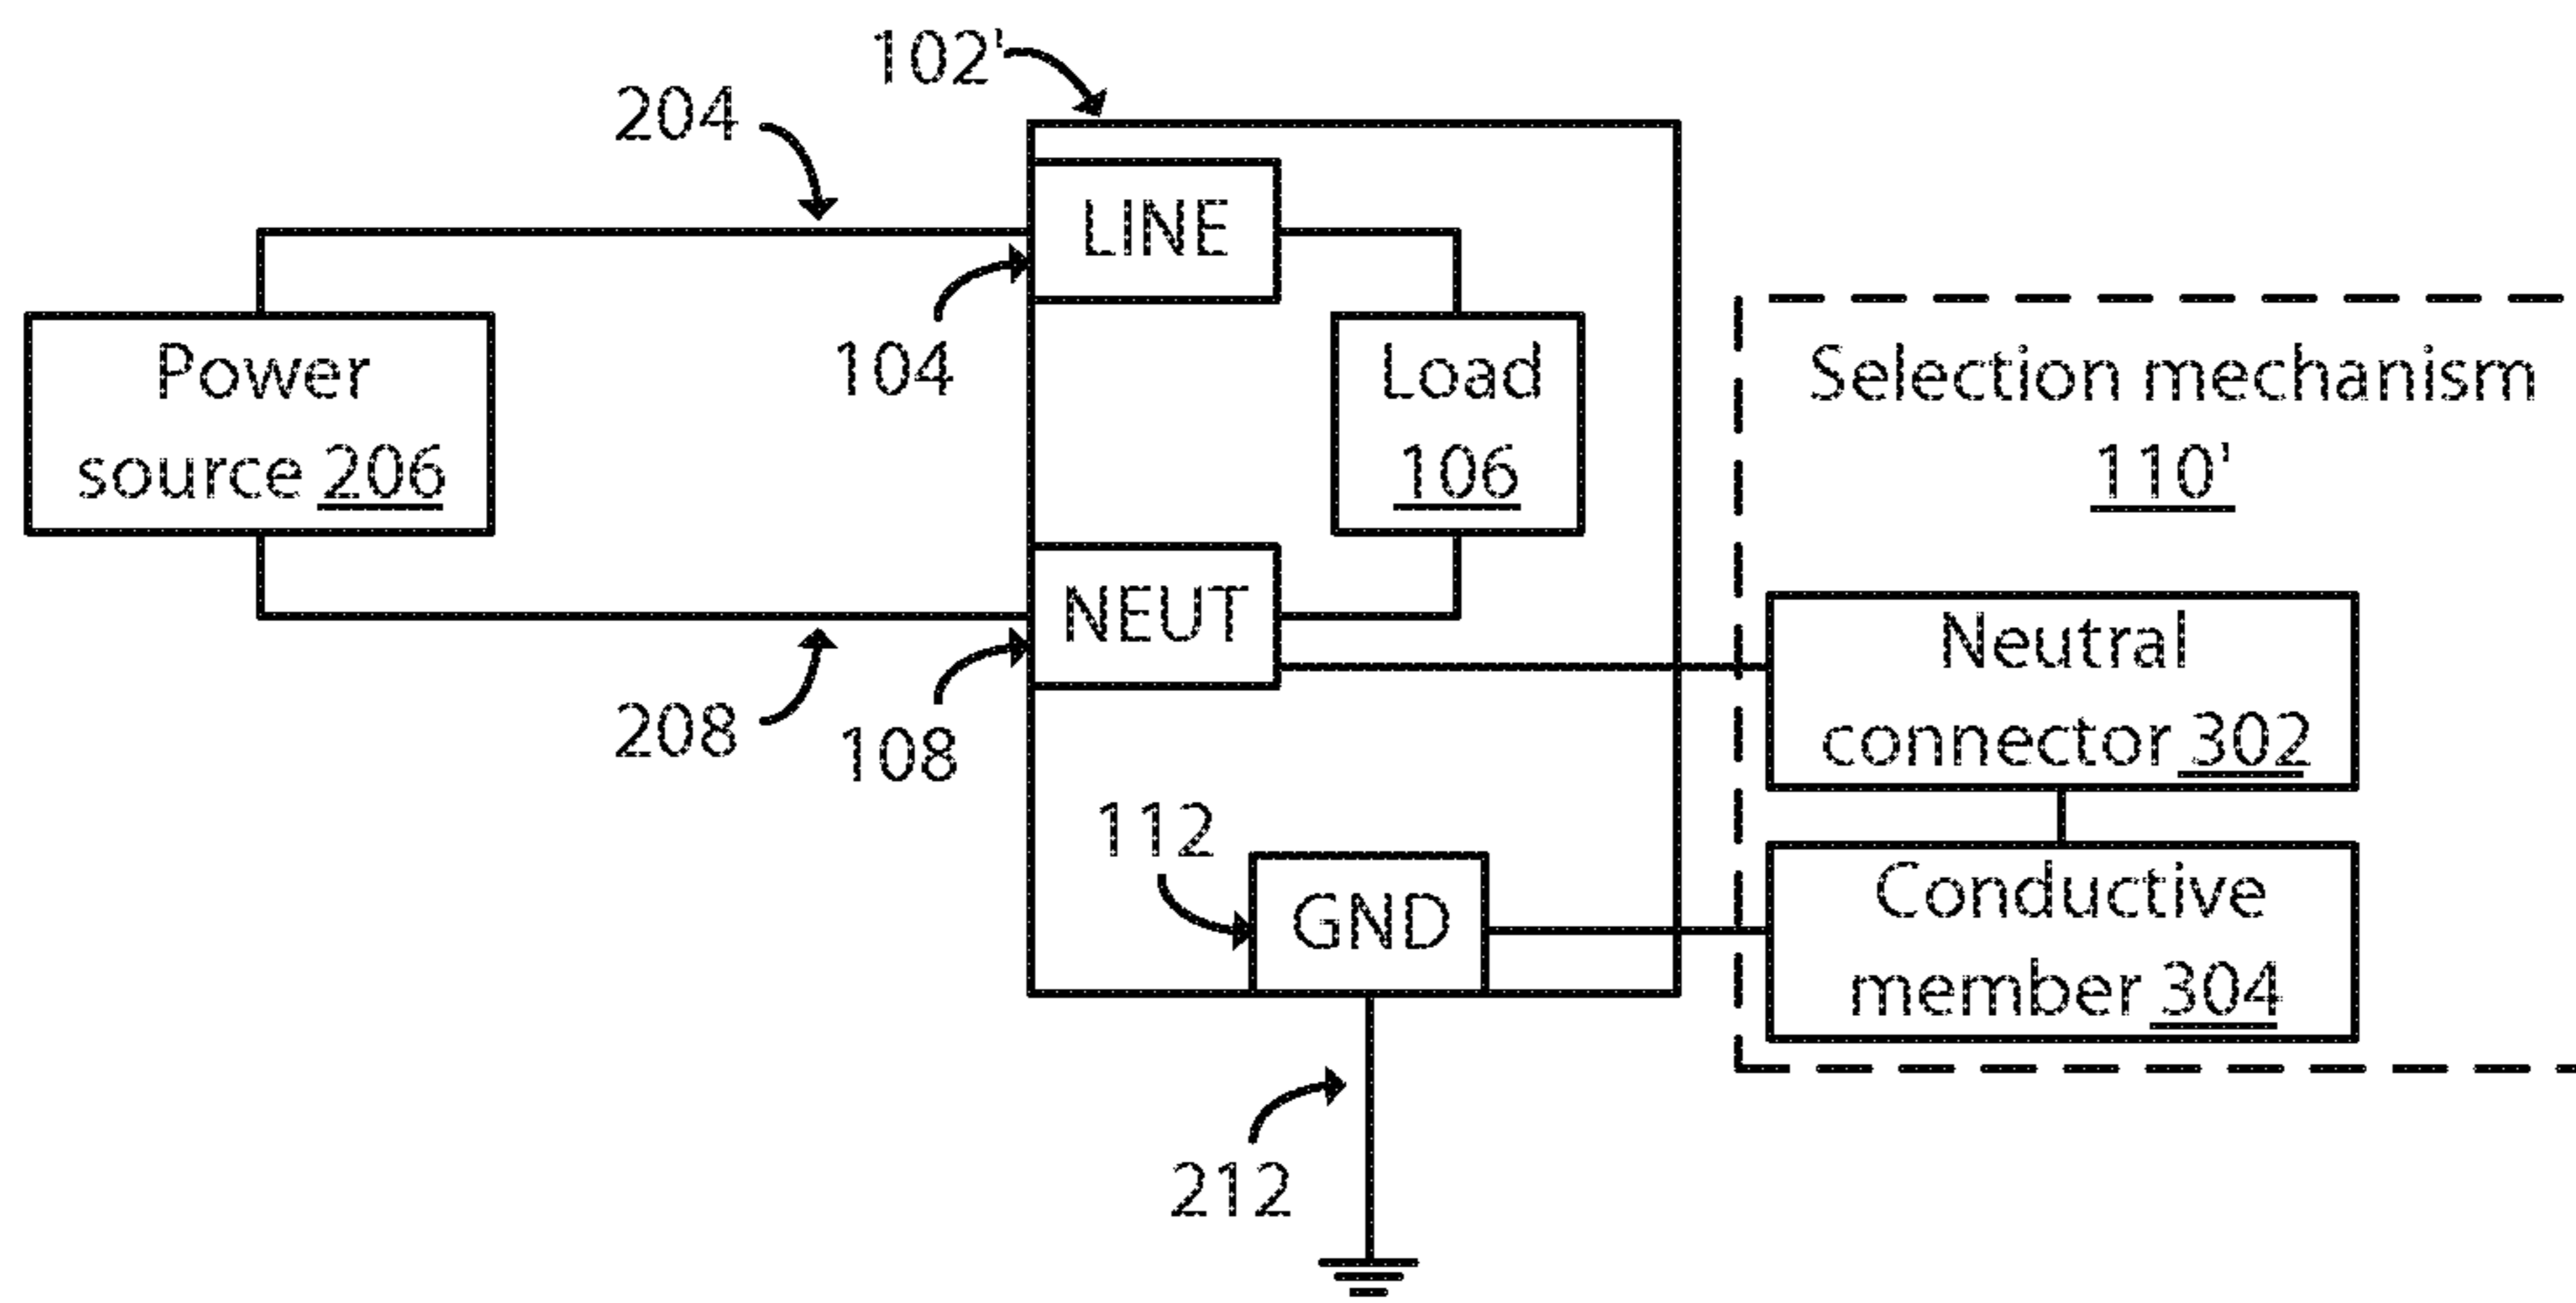 102'
204
LINE
104
Power
source 206
Load
106
Selection mechanism
110'
NEUT
208
108
Neutral
connector 302
112
GND
Conductive
member 304
212